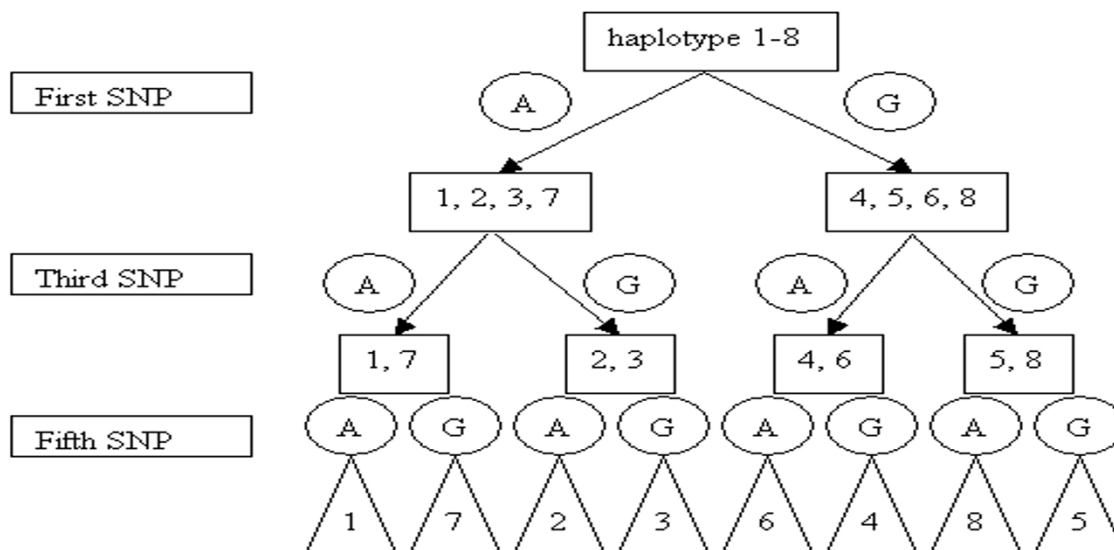 haplotype 1-8
First SNP
A
G
1, 2, 3, 7
4, 5, 6, 8
Third SNP
A
G
A
G
1, 7
2, 3
4, 6
5, 8
Fifth SNP
A
G
A
G
A
G
A
G
1
7
2
3
6
4
8
5